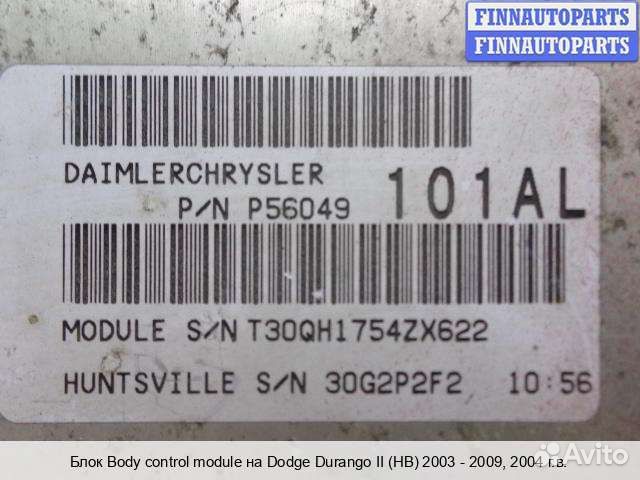 FINNAUTOPARTS
FINNAUTOPARTS
DAIMLERCHRYSLER
P/N P56049 101AL
MODULE S/N T30QH1754ZX622
HUNTSVILLE S/N 30G2P2F2 10:56
Avito
Блок Body control module на Dodge Durango II (HB) 2003 - 2009, 2004 г.в.